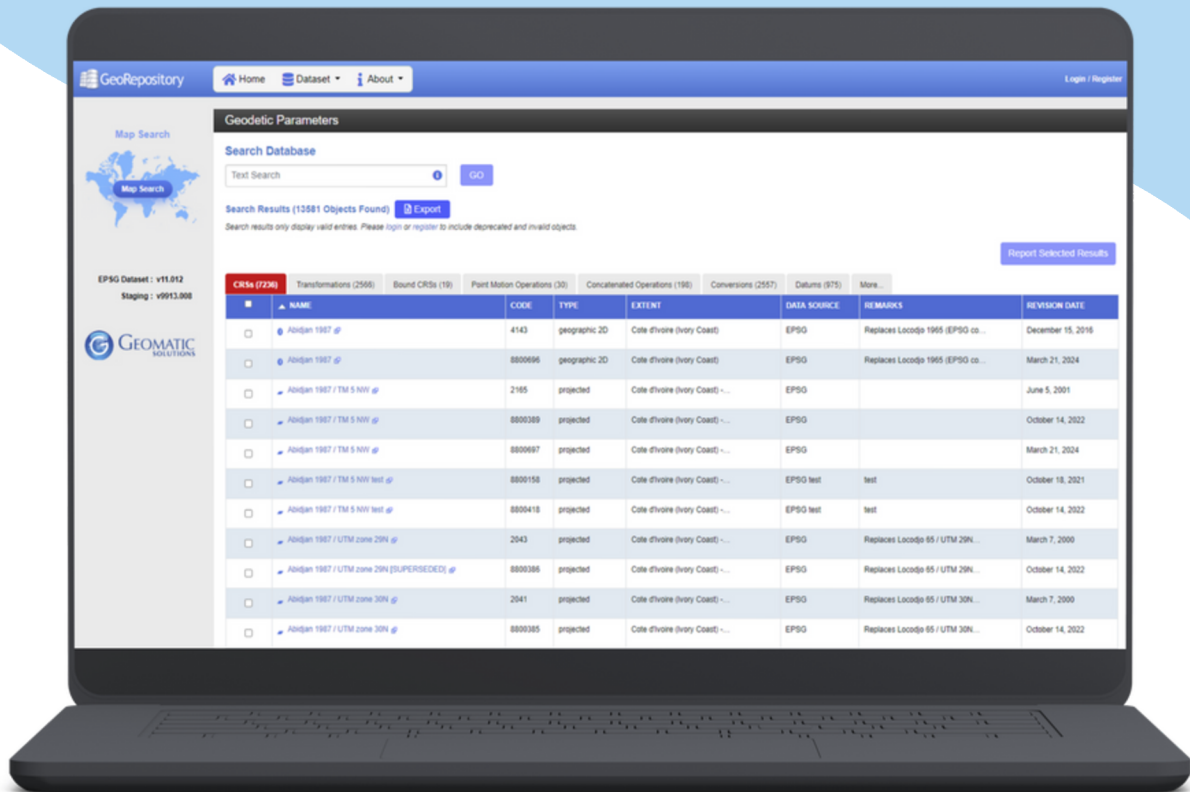 GeoRepository
Home Dataset About
Login / Register
Map Search
Map Search
EPSG Dataset : v11.012
Staging : v9913.008
GEOMATIC
SOLUTIONS
Geodetic Parameters
Search Database
Text Search GO
Search Results (13581 Objects Found) Export
Search results only display valid entries. Please login or register to include deprecated and invalid objects.
Report Selected Results
CRSs (7236) Transformations (2566) Bound CRSs (19) Point Motion Operations (30) Concatenated Operations (198) Conversions (2557) Datums (975) More...
NAME CODE TYPE EXTENT DATA SOURCE REMARKS REVISION DATE
Abidjan 1987 4143 geographic 2D Cote d'Ivoire (Ivory Coast) EPSG Replaces Locodjo 1965 (EPSG co... December 15, 2016
Abidjan 1987 8800696 geographic 2D Cote d'Ivoire (Ivory Coast) EPSG Replaces Locodjo 1965 (EPSG co... March 21, 2024
Abidjan 1987 / TM 5 NW 2165 projected Cote d'Ivoire (Ivory Coast) -... EPSG June 5, 2001
Abidjan 1987 / TM 5 NW 8800389 projected Cote d'Ivoire (Ivory Coast) -... EPSG October 14, 2022
Abidjan 1987 / TM 5 NW 8800697 projected Cote d'Ivoire (Ivory Coast) -... EPSG March 21, 2024
Abidjan 1987 / TM 5 NW test 8800158 projected Cote d'Ivoire (Ivory Coast) -... EPSG test test October 18, 2021
Abidjan 1987 / TM 5 NW test 8800418 projected Cote d'Ivoire (Ivory Coast) -... EPSG test test October 14, 2022
Abidjan 1987 / UTM zone 29N 2043 projected Cote d'Ivoire (Ivory Coast) -... EPSG Replaces Locodjo 65 / UTM 29N... March 7, 2000
Abidjan 1987 / UTM zone 29N [SUPERSEDED] 8800386 projected Cote d'Ivoire (Ivory Coast) -... EPSG Replaces Locodjo 65 / UTM 29N... October 14, 2022
Abidjan 1987 / UTM zone 30N 2041 projected Cote d'Ivoire (Ivory Coast) -... EPSG Replaces Locodjo 65 / UTM 30N... March 7, 2000
Abidjan 1987 / UTM zone 30N 8800385 projected Cote d'Ivoire (Ivory Coast) -... EPSG Replaces Locodjo 65 / UTM 30N... October 14, 2022